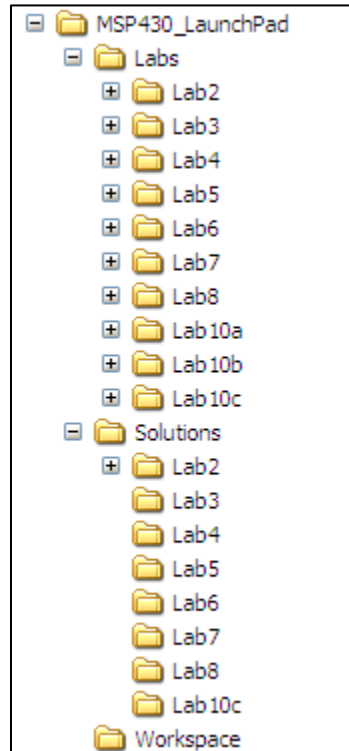 MSP430_LaunchPad
Labs
Lab2
Lab3
Lab4
Lab5
Lab6
Lab7
Lab8
Lab10a
Lab10b
Lab10c
Solutions
Lab2
Lab3
Lab4
Lab5
Lab6
Lab7
Lab8
Lab10c
Workspace